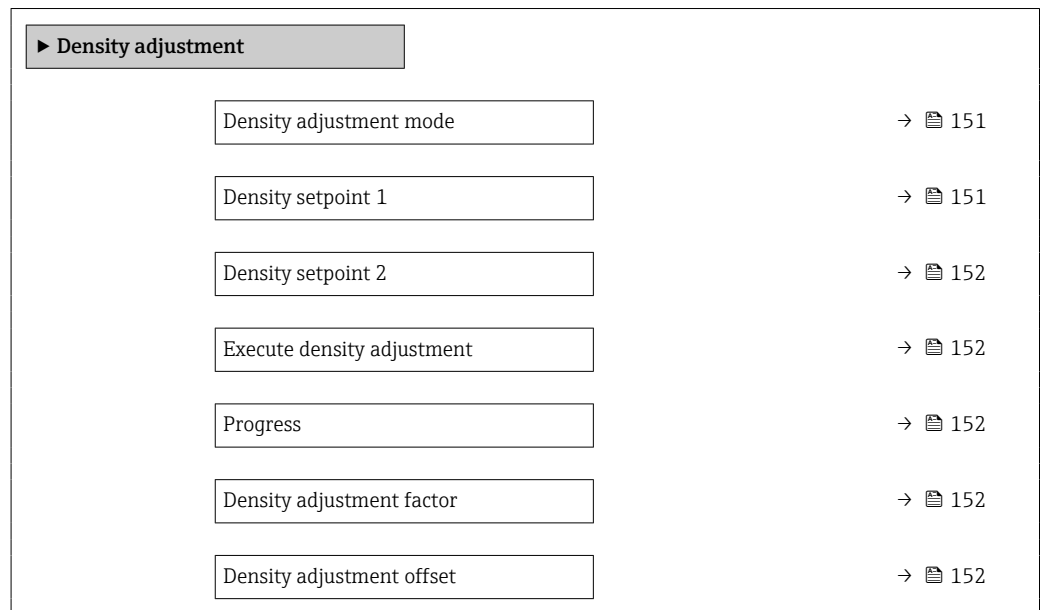 ▶ Density adjustment
Density adjustment mode → 151
Density setpoint 1 → 151
Density setpoint 2 → 152
Execute density adjustment → 152
Progress → 152
Density adjustment factor → 152
Density adjustment offset → 152